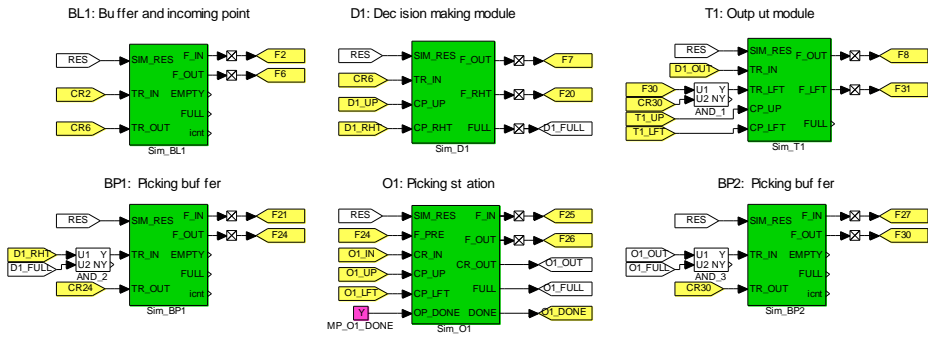 BL1: Buffer and incoming point
RES
CR2
CR6
SIM_RES
TR_IN
TR_OUT
F_IN
F_OUT
EMPTY
FULL
icnt
F2
F6
Sim_BL1
D1: Decision making module
RES
CR6
D1_UP
D1_RHT
SIM_RES
TR_IN
CP_UP
CP_RHT
F_OUT
F_RHT
FULL
F7
F20
D1_FULL
Sim_D1
T1: Output module
RES
D1_OUT
F30
CR30
T1_UP
T1_LFT
U1 Y
U2 NY
AND_1
SIM_RES
TR_IN
TR_LFT
CP_UP
CP_LFT
F_OUT
F_LFT
FULL
F8
F31
Sim_T1
BP1: Picking buffer
RES
D1_RHT
D1_FULL
CR24
U1 Y
U2 NY
AND_2
SIM_RES
TR_IN
TR_OUT
F_IN
F_OUT
EMPTY
FULL
icnt
F21
F24
Sim_BP1
O1: Picking station
RES
F24
O1_IN
O1_UP
O1_LFT
Y
MP_O1_DONE
SIM_RES
F_PRE
CR_IN
CP_UP
CP_LFT
OP_DONE
F_IN
F_OUT
CR_OUT
FULL
DONE
F25
F26
O1_OUT
O1_FULL
O1_DONE
Sim_O1
BP2: Picking buffer
RES
O1_OUT
O1_FULL
CR30
U1 Y
U2 NY
AND_3
SIM_RES
TR_IN
TR_OUT
F_IN
F_OUT
EMPTY
FULL
icnt
F27
F30
Sim_BP2